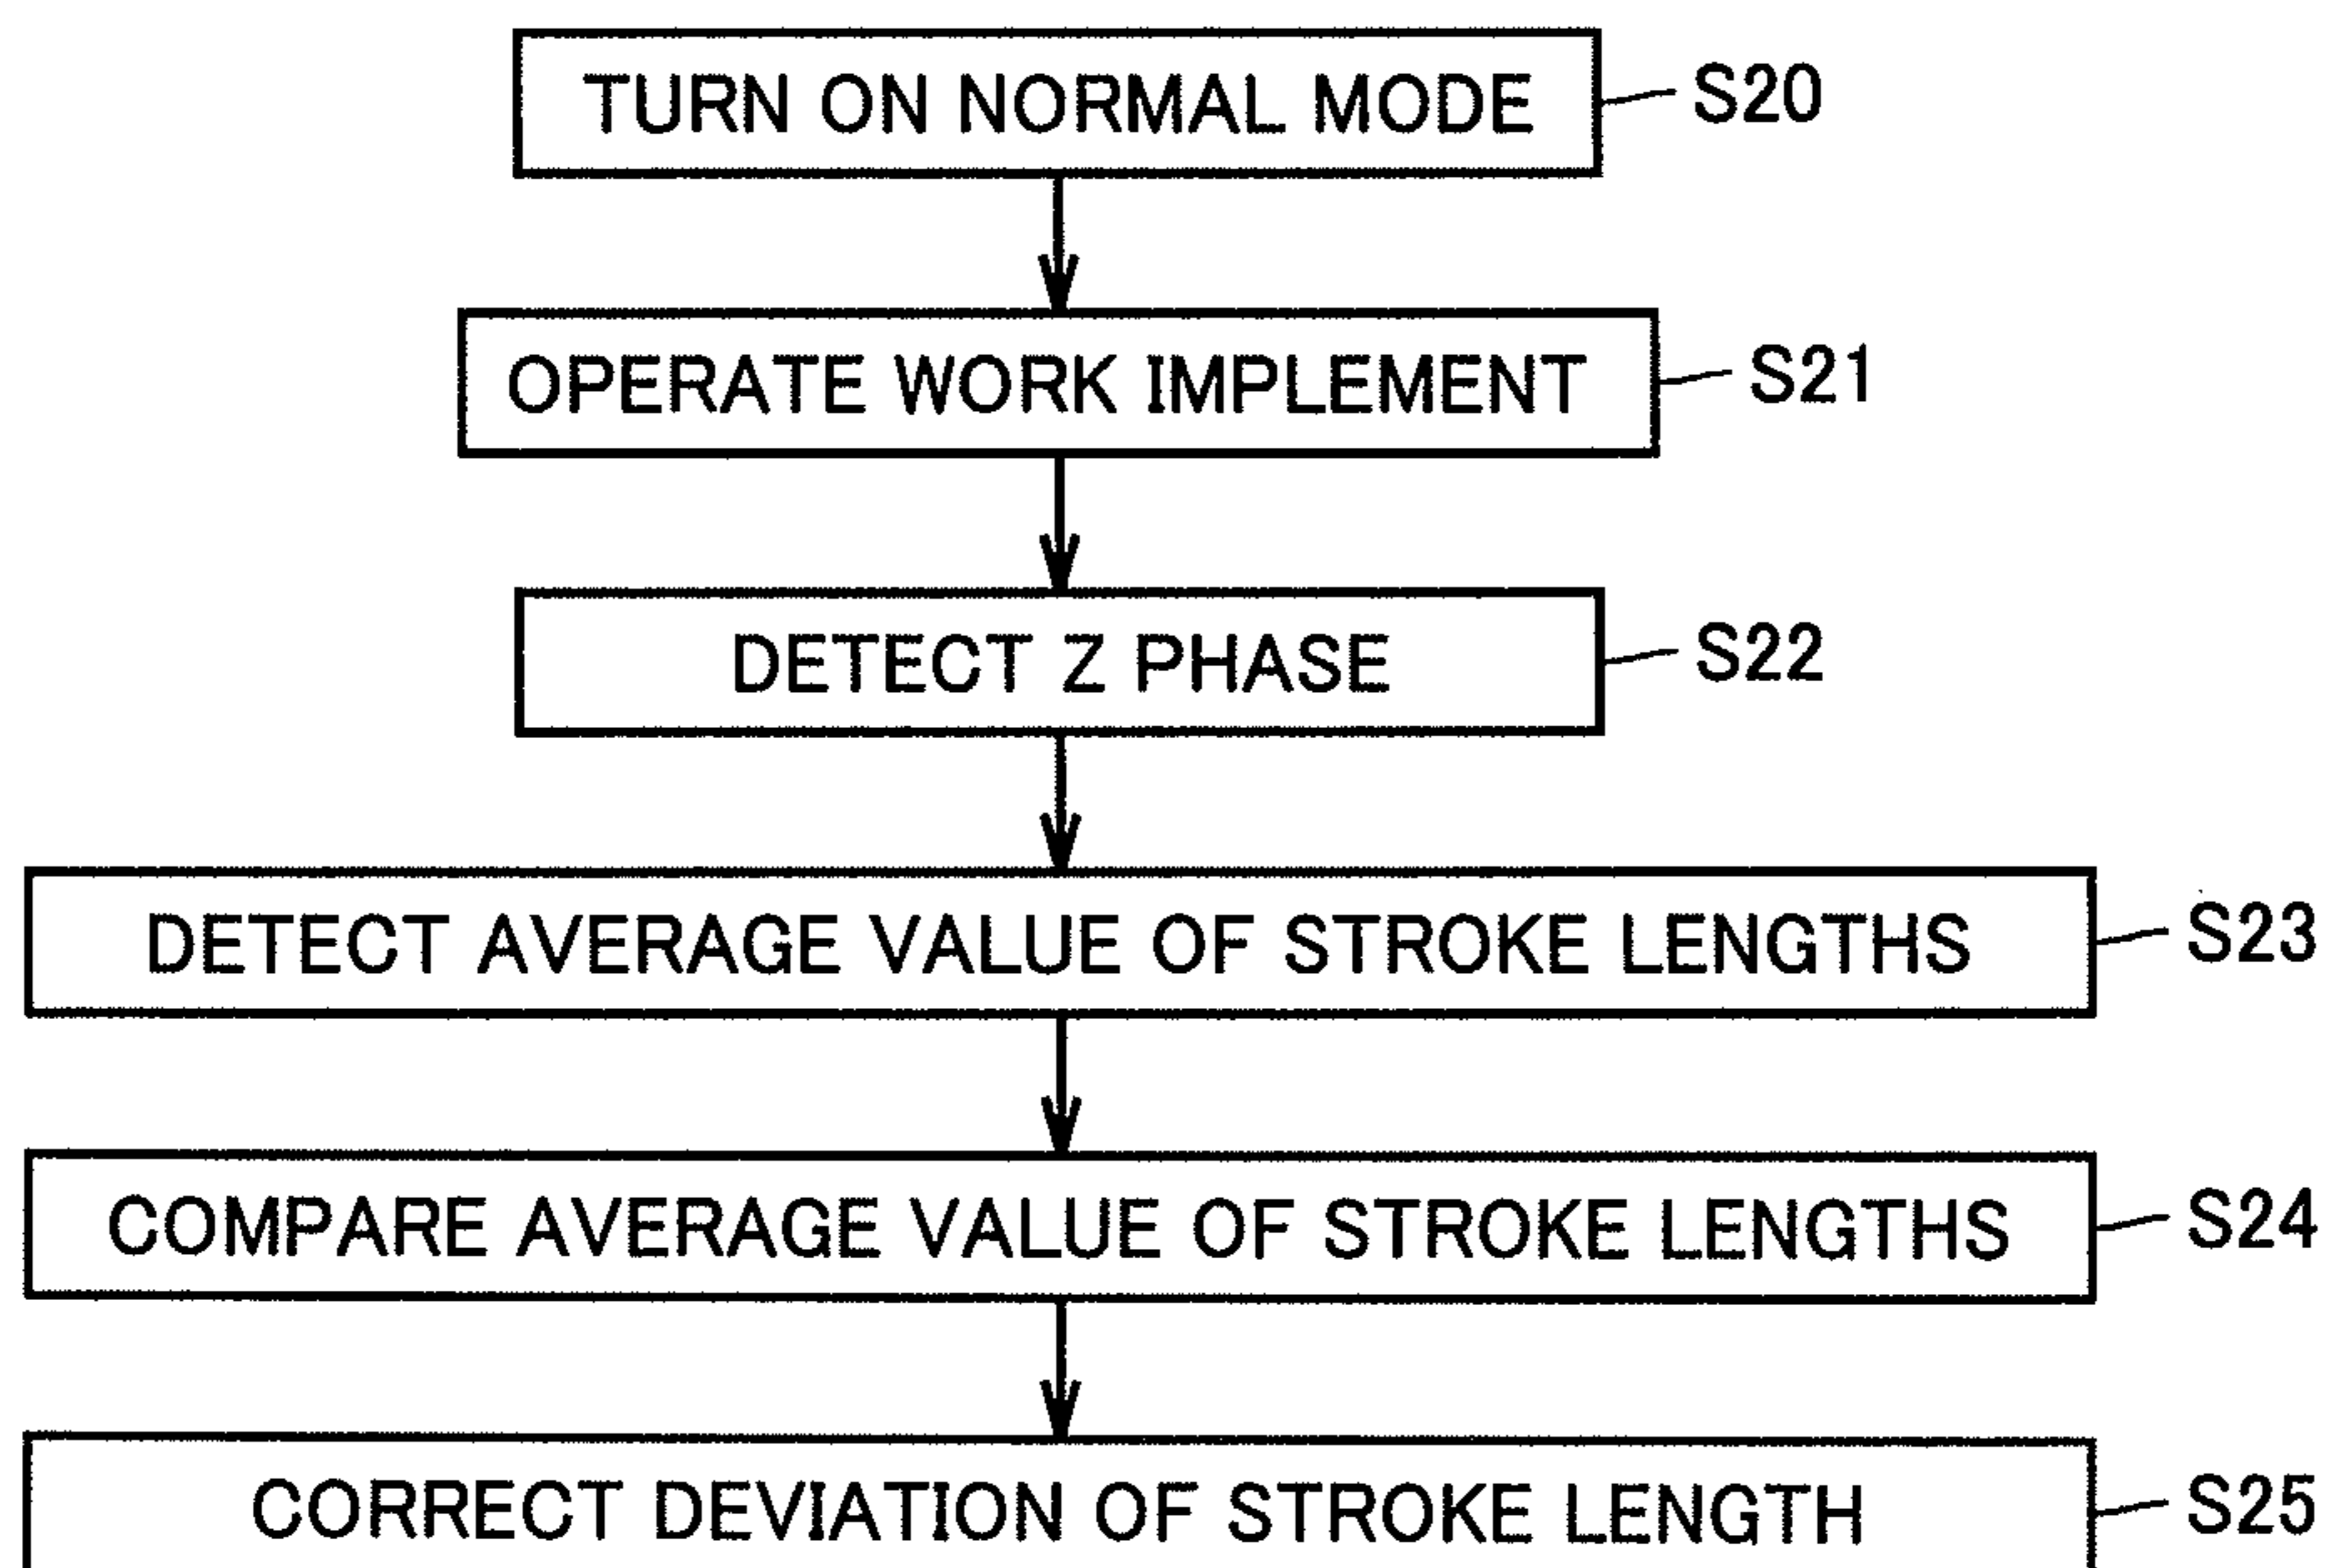 TURN ON NORMAL MODE S20
OPERATE WORK IMPLEMENT S21
DETECT Z PHASE S22
DETECT AVERAGE VALUE OF STROKE LENGTHS S23
COMPARE AVERAGE VALUE OF STROKE LENGTHS S24
CORRECT DEVIATION OF STROKE LENGTH S25